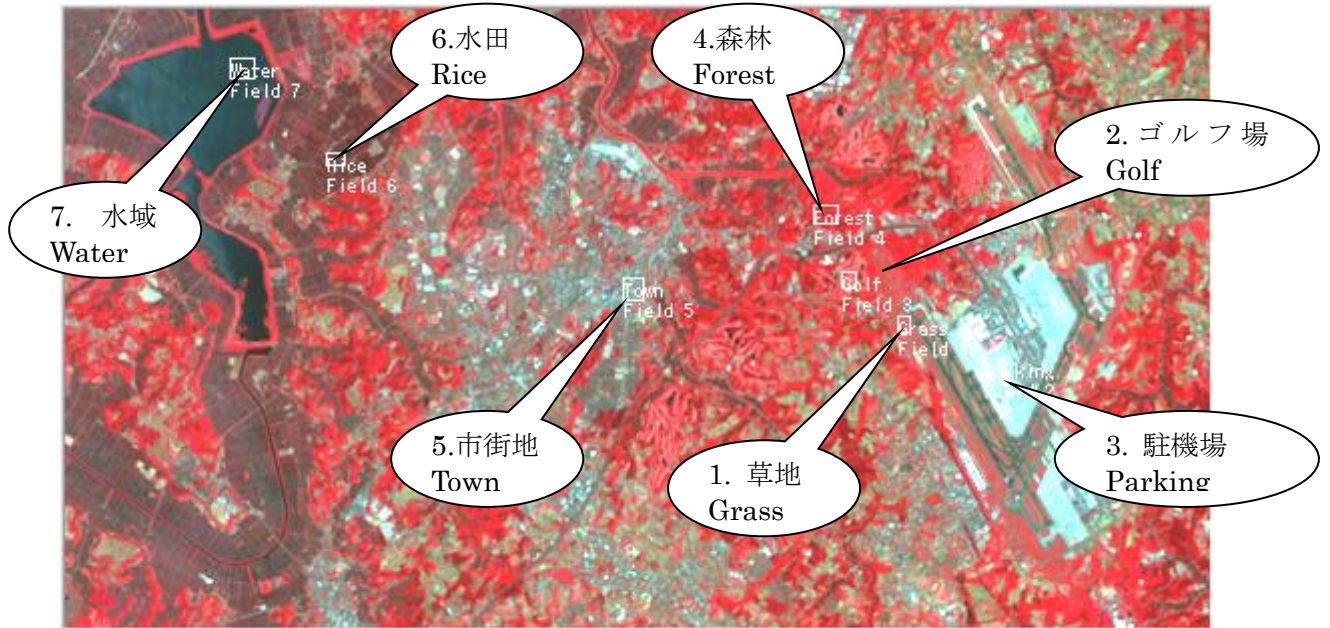 6.水田
Rice
4.森林
Forest
2. ゴルフ場
Golf
7. 水域
Water
5.市街地
Town
1. 草地
Grass
3. 駐機場
Parking
Water
Field 7
Rice
Field 6
Forest
Field 4
Golf
Field 3
Town
Field 5
Grass
Field